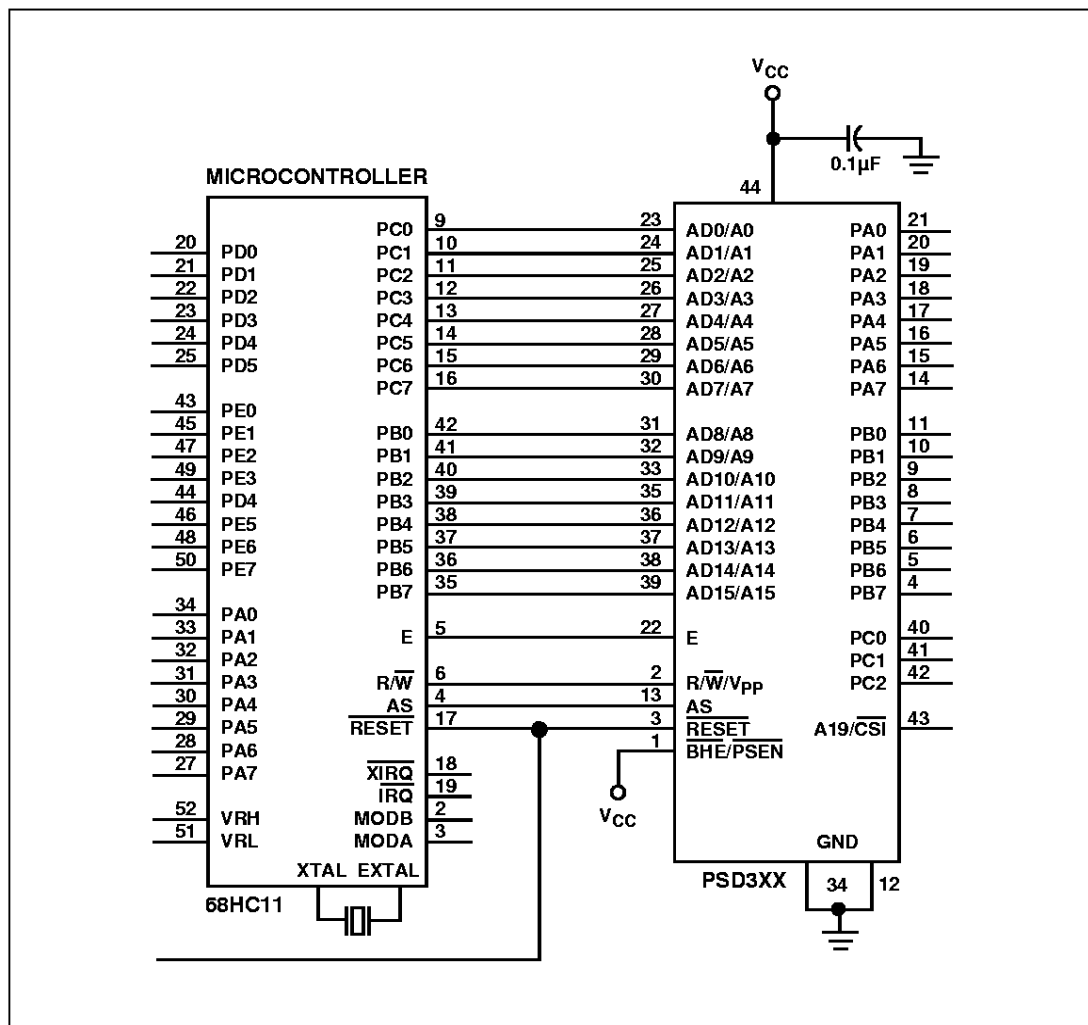 VCC
0.1µF
44
MICROCONTROLLER
20 PD0
21 PD1
22 PD2
23 PD3
24 PD4
25 PD5
43 PE0
45 PE1
47 PE2
49 PE3
44 PD4
46 PE5
48 PE6
50 PE7
34 PA0
33 PA1
32 PA2
31 PA3
30 PA4
29 PA5
28 PA6
27 PA7
52 VRH
51 VRL
PC0 9
PC1 10
PC2 11
PC3 12
PC4 13
PC5 14
PC6 15
PC7 16
PB0 42
PB1 41
PB2 40
PB3 39
PB4 38
PB5 37
PB6 36
PB7 35
E 5
R/W̅ 6
AS 4
R̅E̅S̅E̅T̅ 17
X̅I̅R̅Q̅ 18
I̅R̅Q̅ 19
MODB 2
MODA 3
XTAL EXTAL
68HC11
23 AD0/A0
24 AD1/A1
25 AD2/A2
26 AD3/A3
27 AD4/A4
28 AD5/A5
29 AD6/A6
30 AD7/A7
31 AD8/A8
32 AD9/A9
33 AD10/A10
35 AD11/A11
36 AD12/A12
37 AD13/A13
38 AD14/A14
39 AD15/A15
22 E
2 R/W̅/VPP
13 AS
3 R̅E̅S̅E̅T̅
1 B̅H̅E̅/P̅S̅E̅N̅
VCC
PA0 21
PA1 20
PA2 19
PA3 18
PA4 17
PA5 16
PA6 15
PA7 14
PB0 11
PB1 10
PB2 9
PB3 8
PB4 7
PB5 6
PB6 5
PB7 4
PC0 40
PC1 41
PC2 42
A19/C̅S̅I̅ 43
GND
PSD3XX
34 12